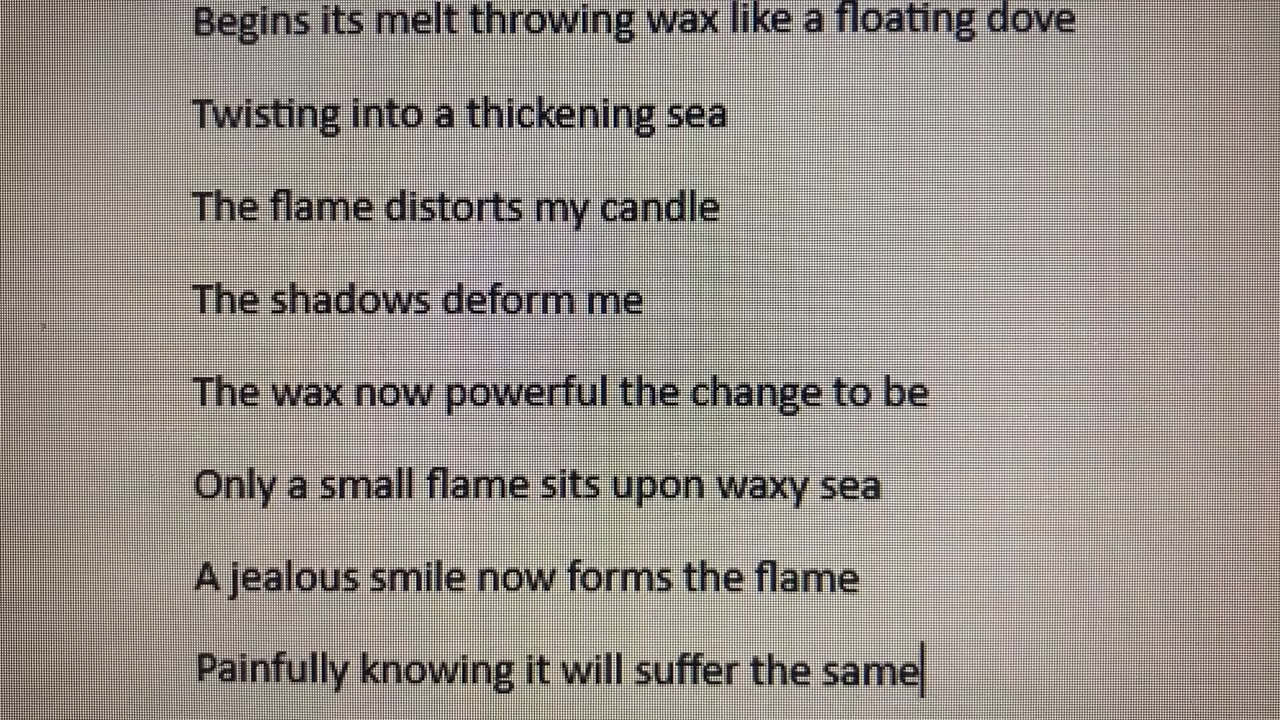 Begins its melt throwing wax like a floating dove
Twisting into a thickening sea
The flame distorts my candle
The shadows deform me
The wax now powerful the change to be
Only a small flame sits upon waxy sea
A jealous smile now forms the flame
Painfully knowing it will suffer the same